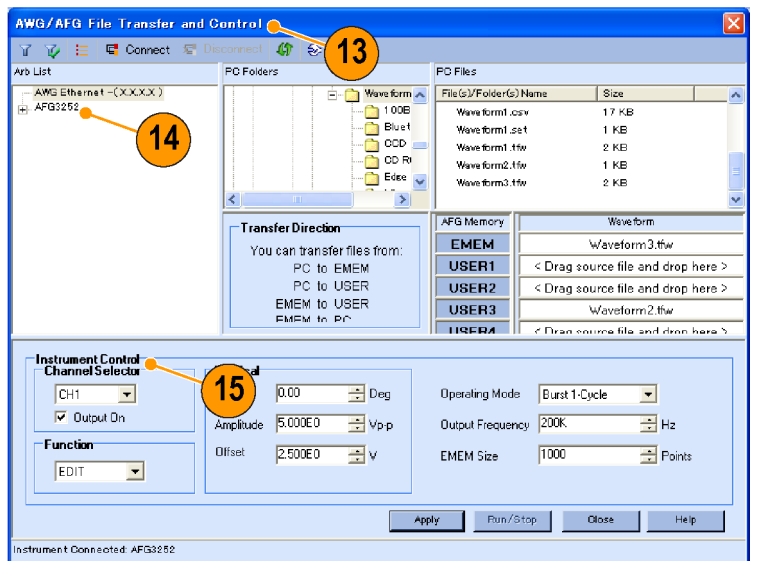 AWG/AFG File Transfer and Control
13
Connect Disconnect
Arb List
PC Folders
PC Files
AWG Ethernet -(X.X.X.X )
AFG3252
14
Waveform
100B
Bluet
CCD
CD R
Edge
File(s)/Folder(s) Name Size
Waveform1.csv 17 KB
Waveform1.set 1 KB
Waveform1.tfw 2 KB
Waveform2.tfw 1 KB
Waveform3.tfw 2 KB
Transfer Direction
You can transfer files from:
PC to EMEM
PC to USER
EMEM to USER
EMEM to PC
AFG Memory Waveform
EMEM Waveform3.tfw
USER1 < Drag source file and drop here >
USER2 < Drag source file and drop here >
USER3 Waveform2.tfw
USER4 < Drag source file and drop here >
Instrument Control
15
Channel Selector
CH1
Output On
Function
EDIT
0.00 Deg
Amplitude 5.000E0 Vp-p
Offset 2.500E0 V
Operating Mode Burst 1-Cycle
Output Frequency 200K Hz
EMEM Size 1000 Points
Apply Run/Stop Close Help
Instrument Connected: AFG3252